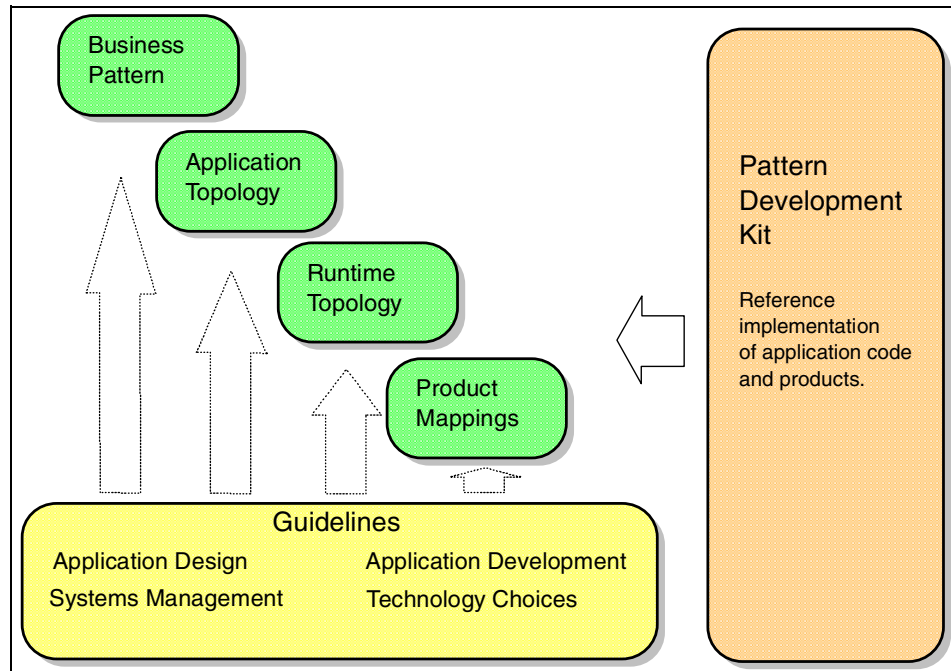 Business
Pattern
Application
Topology
Runtime
Topology
Product
Mappings
Guidelines
Application Design
Application Development
Systems Management
Technology Choices
Pattern
Development
Kit
Reference
implementation
of application code
and products.